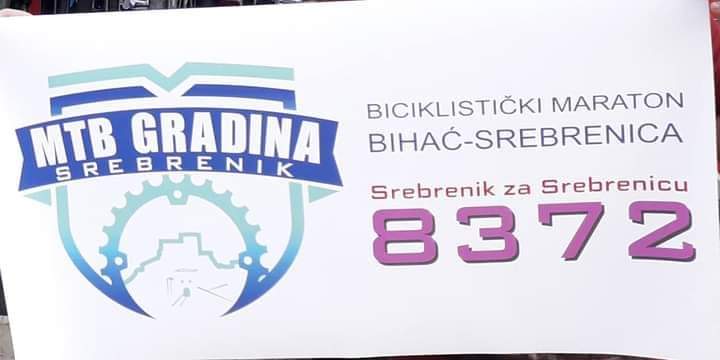 MTB GRADINA
SREBRENIK
BICIKLISTIČKI MARATON
BIHAĆ-SREBRENICA
Srebrenik za Srebrenicu
8372